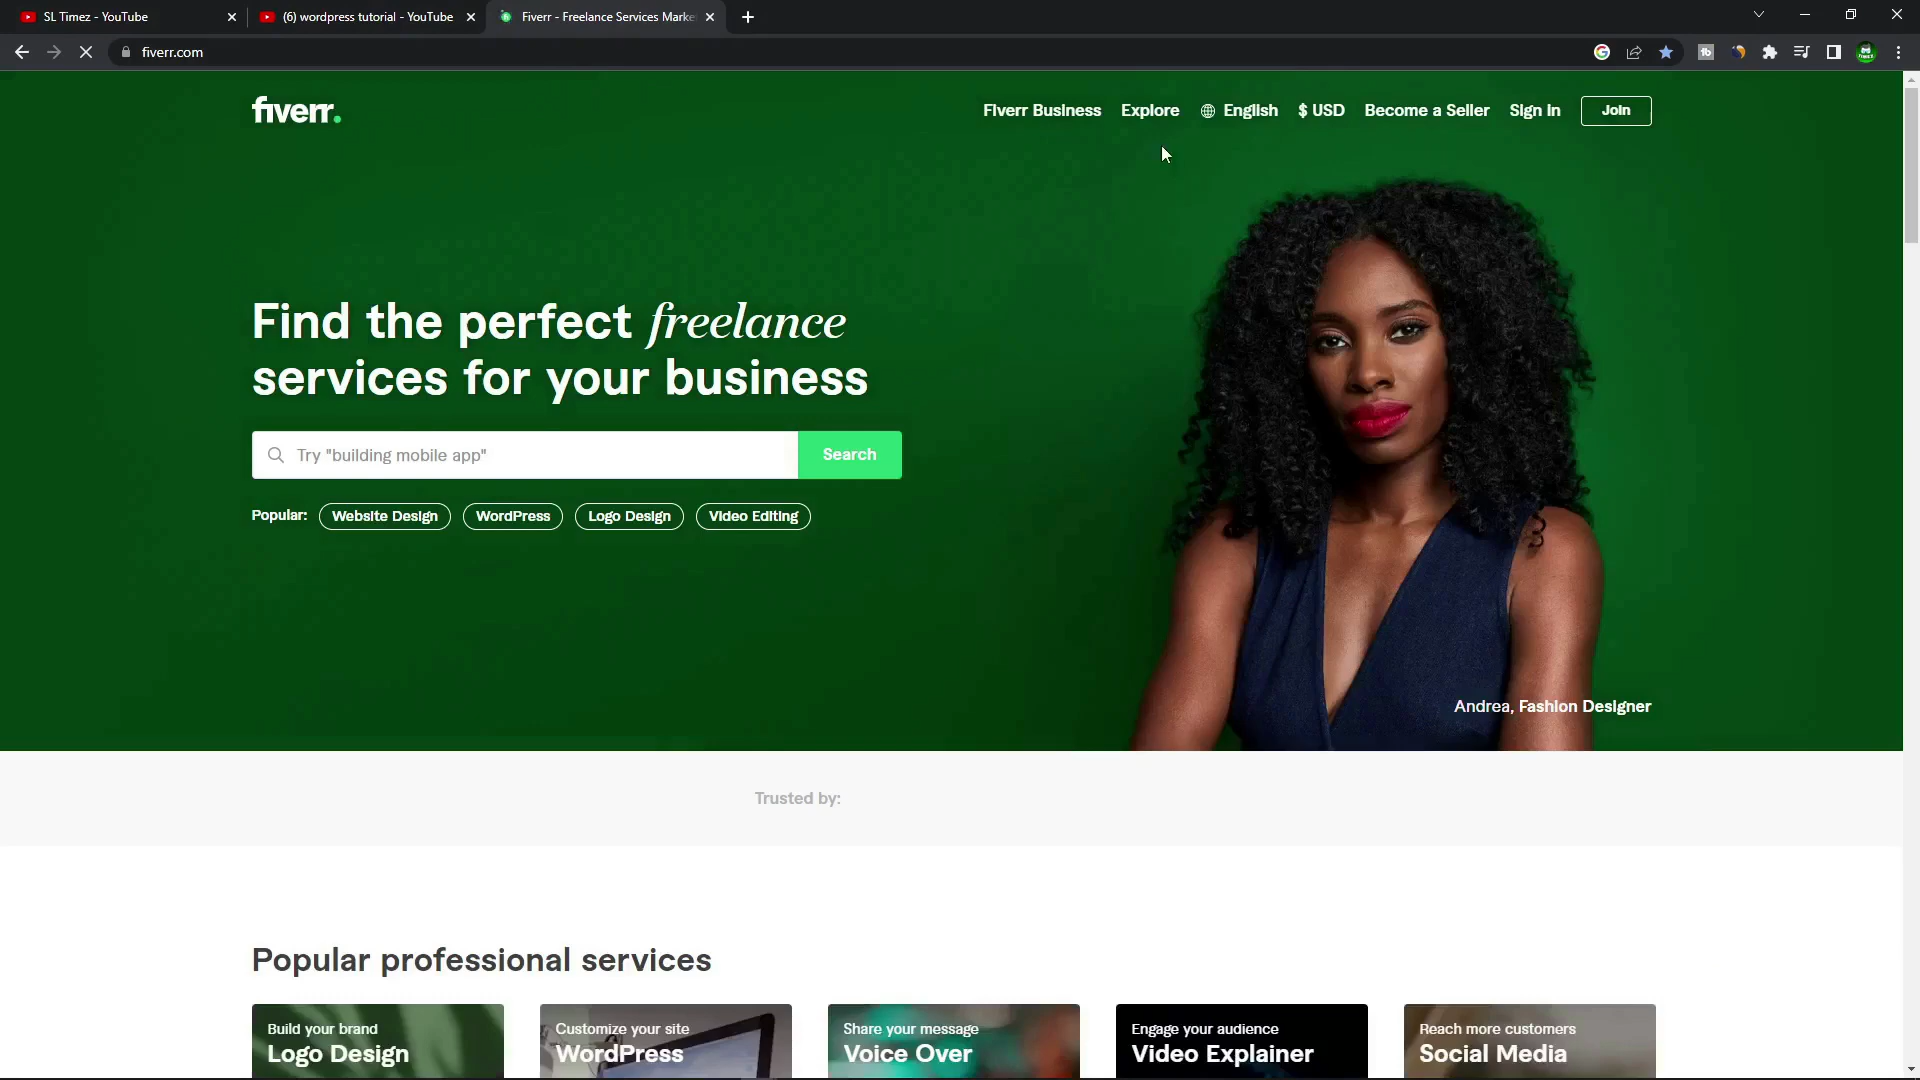 SL Timez - YouTube
(6) wordpress tutorial - YouTube
Fiverr - Freelance Services Marke
fiverr.com
fiverr.
Fiverr Business
Explore
English
$ USD
Become a Seller
Sign in
Join
Find the perfect freelance
services for your business
Try "building mobile app"
Search
Popular:
Website Design
WordPress
Logo Design
Video Editing
Andrea, Fashion Designer
Trusted by:
Popular professional services
Build your brand
Logo Design
Customize your site
WordPress
Share your message
Voice Over
Engage your audience
Video Explainer
Reach more customers
Social Media